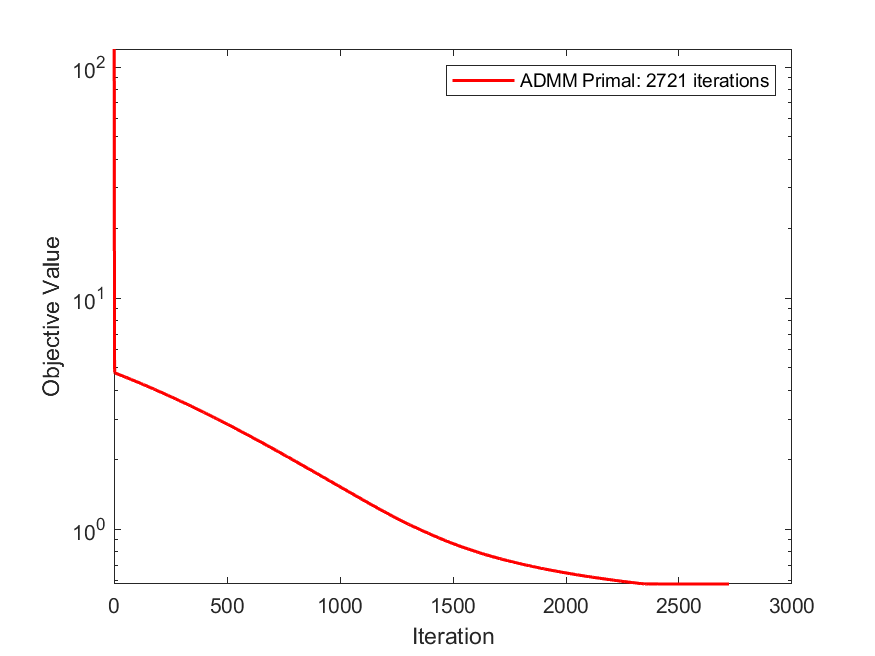 ADMM Primal: 2721 iterations
Objective Value
10^2
10^1
10^0
0 500 1000 1500 2000 2500 3000
Iteration